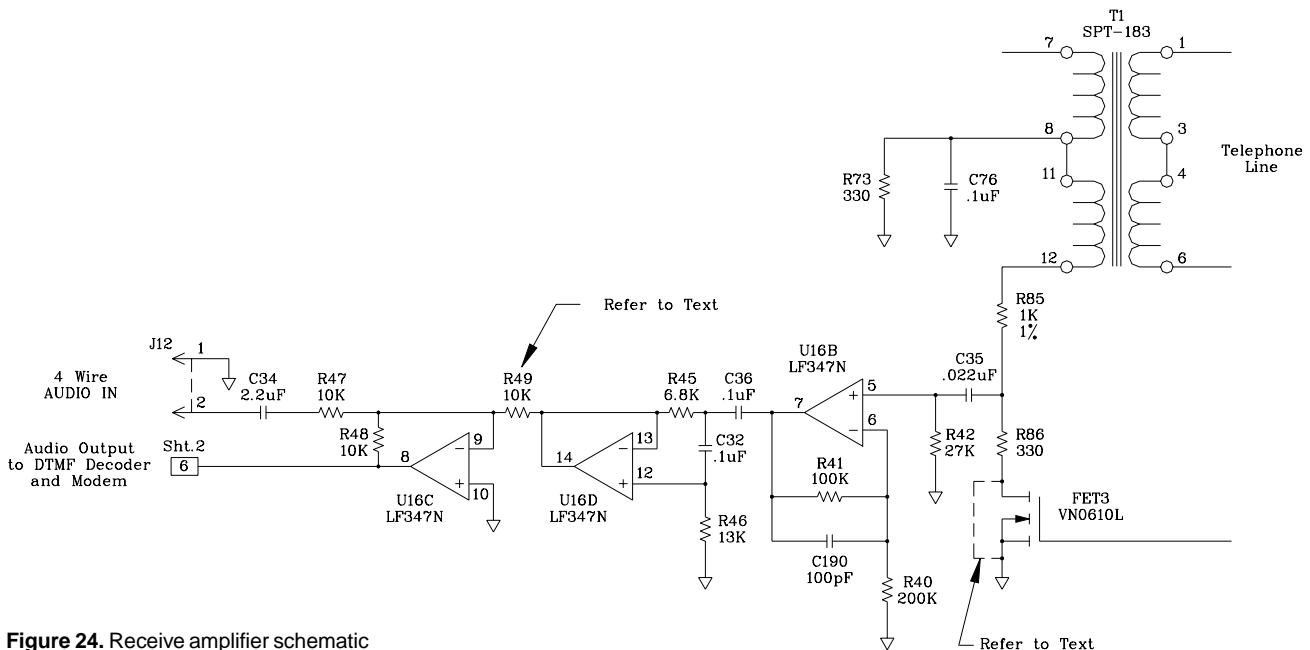 T1
SPT-183
7
1
8
3
11
4
Telephone
Line
R73
330
C76
.1uF
12
6
R85
1K
1%
Refer to Text
J12
1
4 Wire
AUDIO IN
2
C34
2.2uF
R47
10K
R49
10K
R45
6.8K
C36
.1uF
U16B
LF347N
7
5
6
C35
.022uF
R48
10K
9
8
10
U16C
LF347N
13
14
12
U16D
LF347N
C32
.1uF
R42
27K
R86
330
Audio Output
to DTMF Decoder
and Modem
Sht.2
6
R41
100K
R46
13K
FET3
VN0610L
C190
100pF
R40
200K
Refer to Text
Figure 24. Receive amplifier schematic